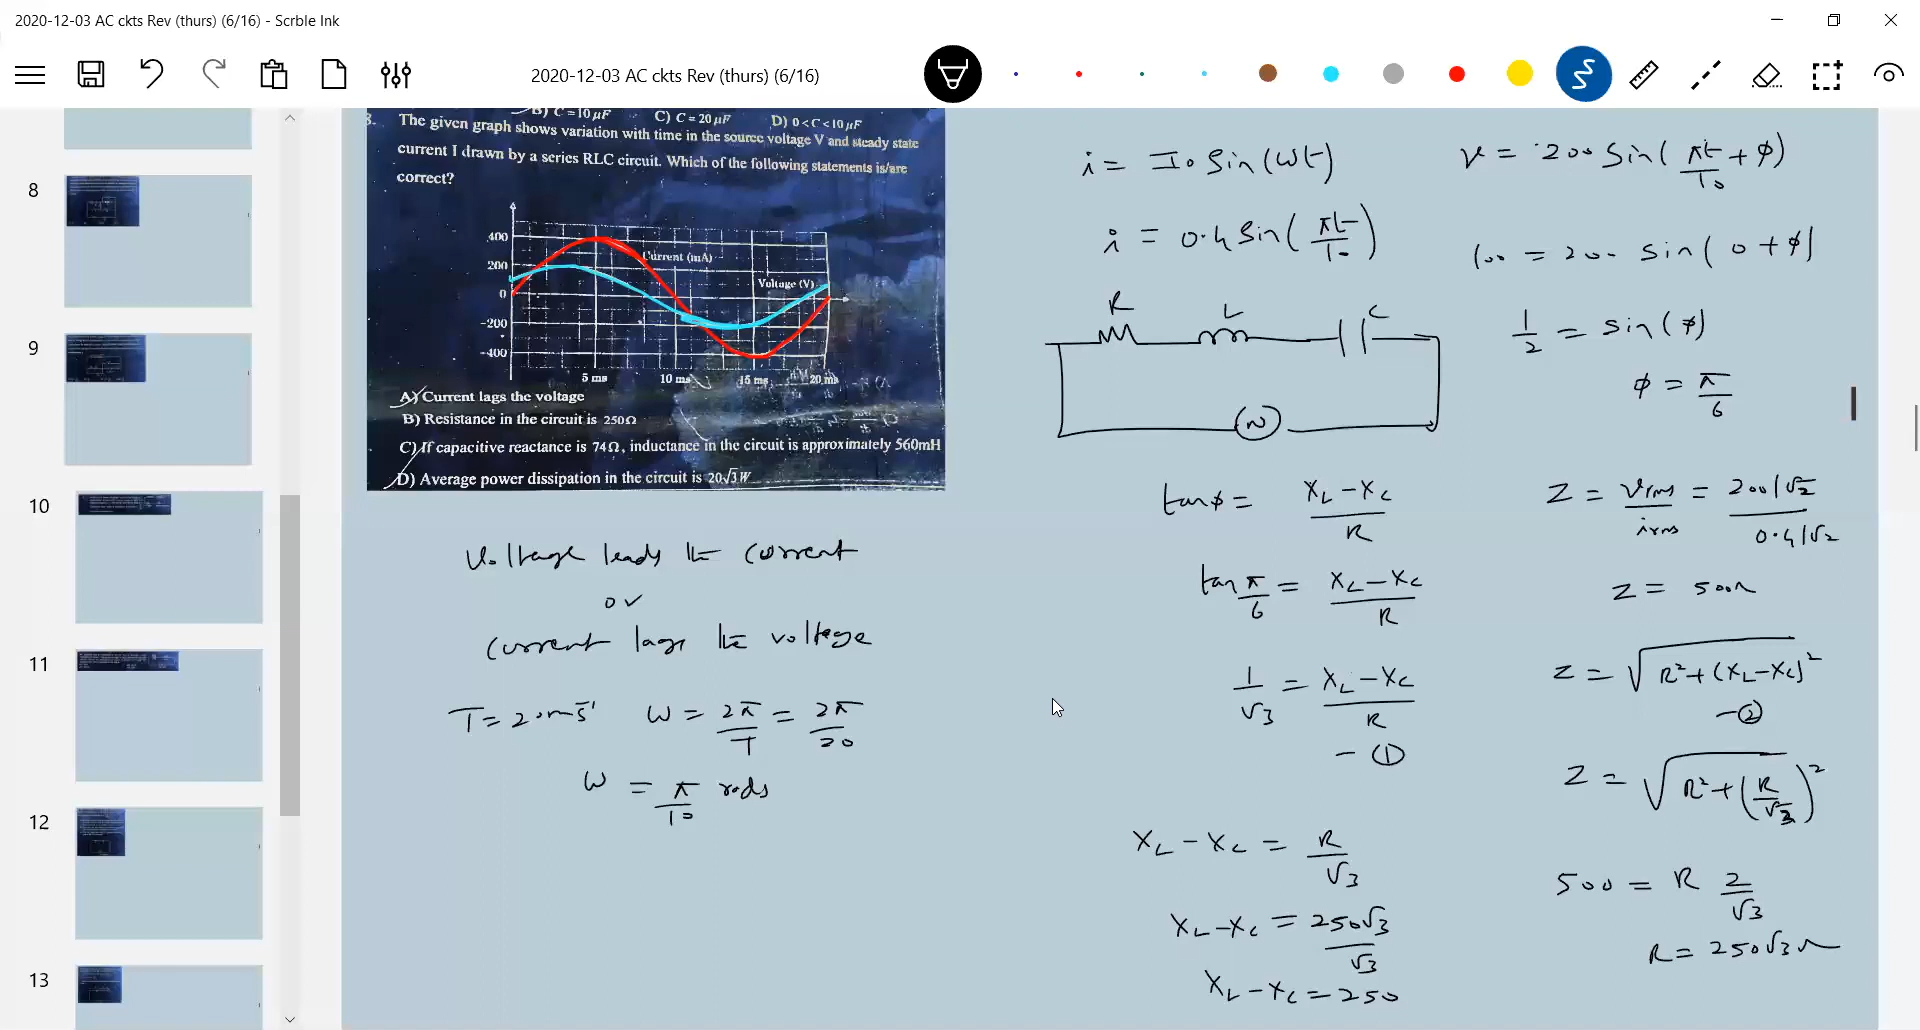 2020-12-03 AC ckts Rev (thurs) (6/16) - Scrble Ink
2020-12-03 AC ckts Rev (thurs) (6/16)
8
9
10
11
12
13
B) C = 10 μF C) C = 20 μF D) 0 < C < 10 μF
8. The given graph shows variation with time in the source voltage V and steady state
current I drawn by a series RLC circuit. Which of the following statements is/are
correct?
400
200
0
-200
-400
Current (mA)
Voltage (V)
5 ms 10 ms 15 ms 20 ms
A) Current lags the voltage
B) Resistance in the circuit is 250Ω
C) If capacitive reactance is 74Ω, inductance in the circuit is approximately 560mH
D) Average power dissipation in the circuit is 20√3 W
Voltage leads the current
or
Current lags the voltage
T = 20ms⁻¹ ω = 2π/T = 2π/20
ω = π/10 rads
i = I0 sin(ωt)
i = 0.4 sin(πt/10)
R L C
tanφ = XL - XC / R
tan π/6 = XL - XC / R
1/√3 = XL - XC / R
- ①
XL - XC = R/√3
XL - XC = 250√3/√3
XL - XC = 250
v = 200 sin(πt/10 + φ)
100 = 200 sin(0 + φ)
1/2 = sin(φ)
φ = π/6
Z = Vrms/irms = 200/√2 / 0.4/√2
Z = 500Ω
Z = √R² + (XL - XC)²
- ②
Z = √R² + (R/√3)²
500 = R 2/√3
R = 250√3 Ω